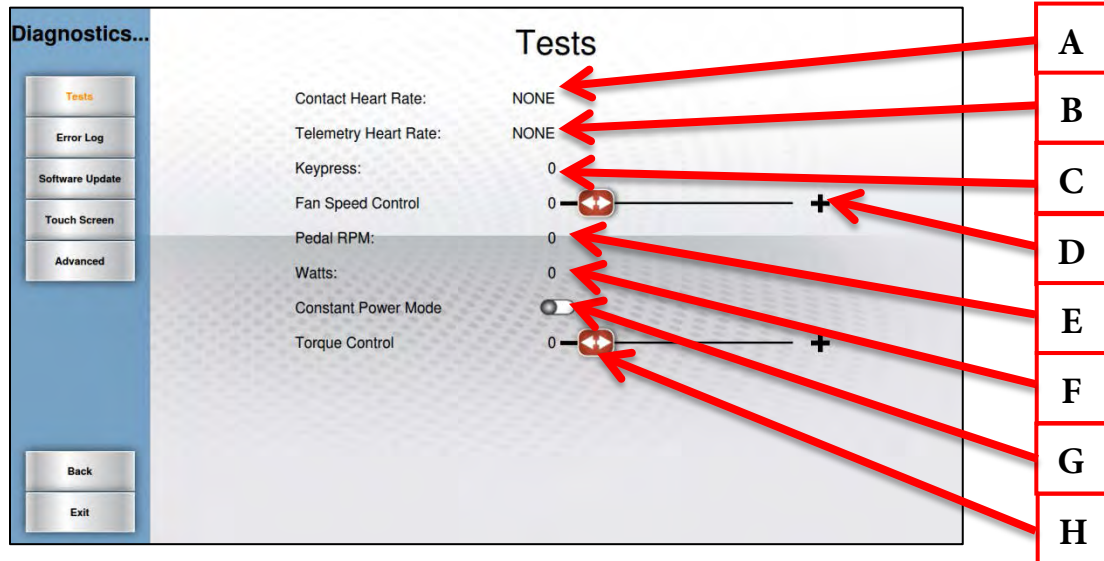 Diagnostics...
Tests
Error Log
Software Update
Touch Screen
Advanced
Back
Exit
Tests
Contact Heart Rate: NONE
Telemetry Heart Rate: NONE
Keypress: 0
Fan Speed Control 0
Pedal RPM: 0
Watts: 0
Constant Power Mode
Torque Control 0
A
B
C
D
E
F
G
H